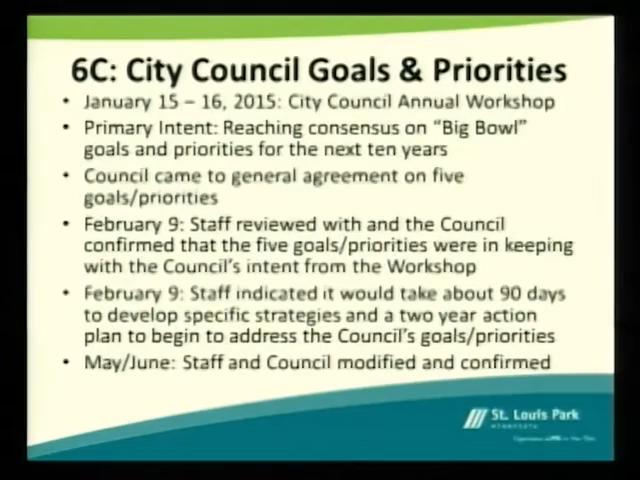 6C: City Council Goals & Priorities
• January 15 – 16, 2015: City Council Annual Workshop
• Primary Intent: Reaching consensus on “Big Bowl”
goals and priorities for the next ten years
• Council came to general agreement on five
goals/priorities
• February 9: Staff reviewed with and the Council
confirmed that the five goals/priorities were in keeping
with the Council’s intent from the Workshop
• February 9: Staff indicated it would take about 90 days
to develop specific strategies and a two year action
plan to begin to address the Council’s goals/priorities
• May/June: Staff and Council modified and confirmed
St. Louis Park
MINNESOTA